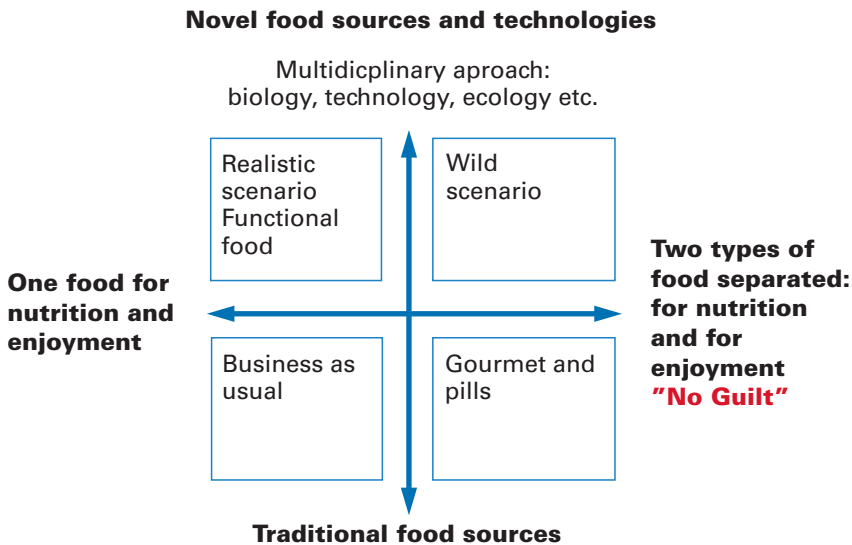 Novel food sources and technologies
Multidicplinary aproach:
biology, technology, ecology etc.
Realistic
scenario
Functional
food
Wild
scenario
One food for
nutrition and
enjoyment
Two types of
food separated:
for nutrition
and for
enjoyment
”No Guilt”
Business as
usual
Gourmet and
pills
Traditional food sources